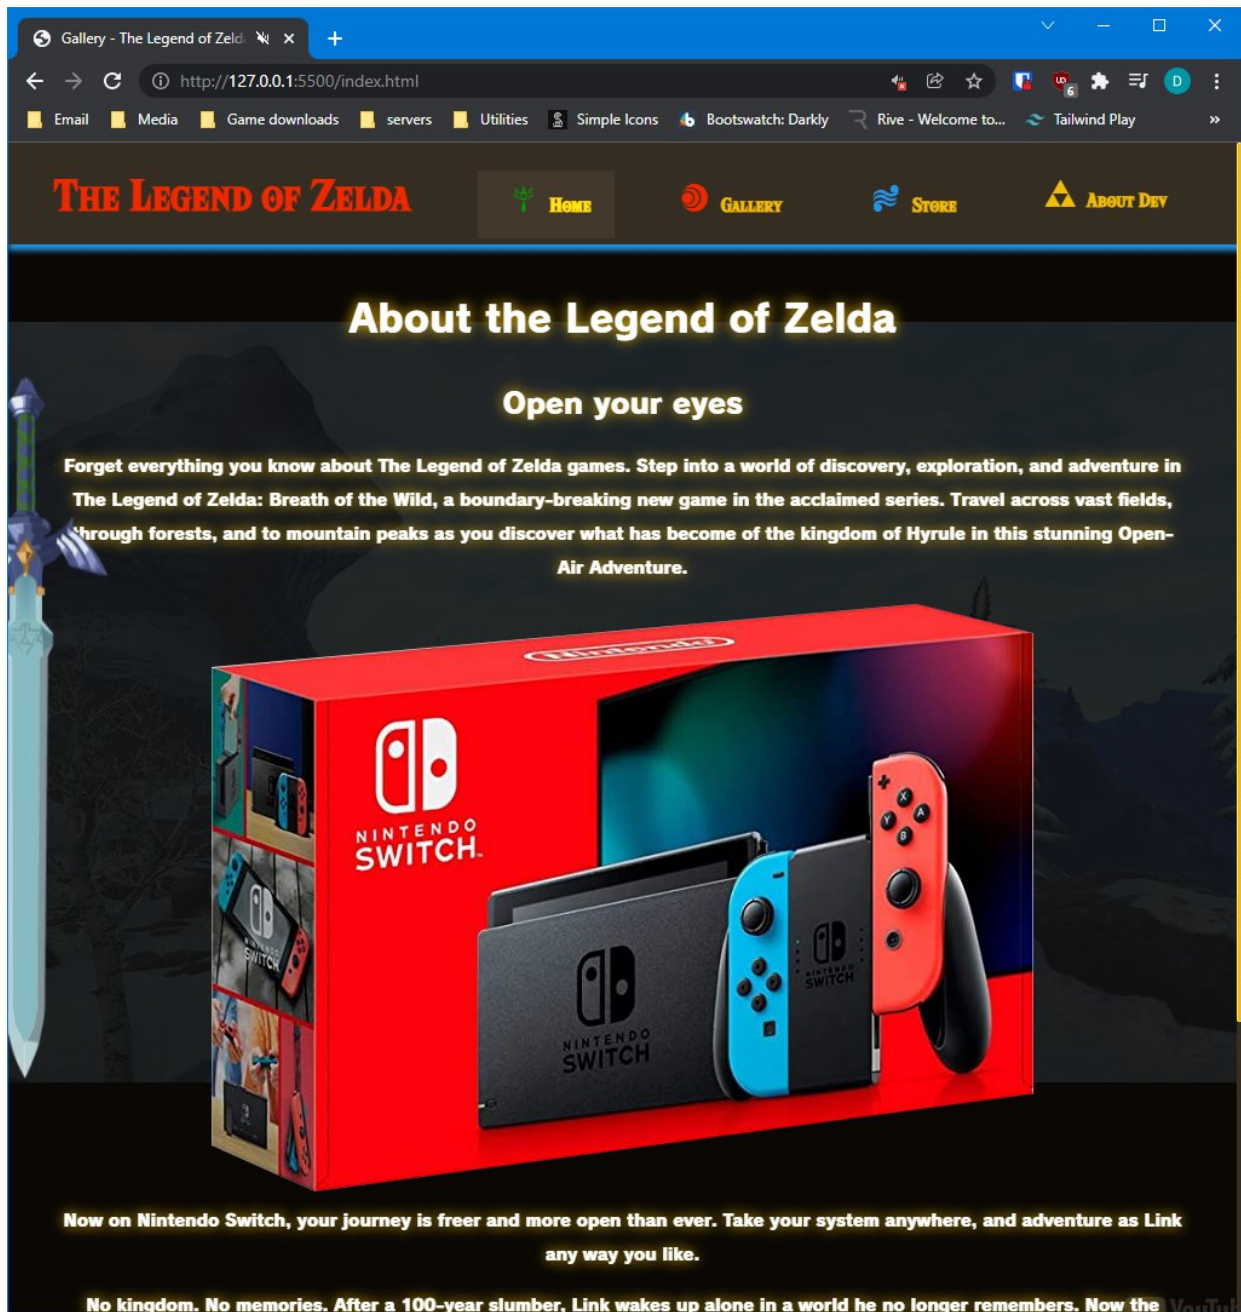 Gallery - The Legend of Zeld
http://127.0.0.1:5500/index.html
6
D
Email Media Game downloads servers Utilities Simple Icons Bootswatch: Darkly Rive - Welcome to... Tailwind Play »
The Legend of Zelda Home Gallery Store About Dev
About the Legend of Zelda
Open your eyes
Forget everything you know about The Legend of Zelda games. Step into a world of discovery, exploration, and adventure in
The Legend of Zelda: Breath of the Wild, a boundary-breaking new game in the acclaimed series. Travel across vast fields,
through forests, and to mountain peaks as you discover what has become of the kingdom of Hyrule in this stunning Open-
Air Adventure.
Nintendo
NINTENDO
SWITCH
X
Y A
B
NINTENDO
SWITCH
NINTENDO
SWITCH
SWITCH
Now on Nintendo Switch, your journey is freer and more open than ever. Take your system anywhere, and adventure as Link
any way you like.
No kingdom. No memories. After a 100-year slumber, Link wakes up alone in a world he no longer remembers. Now the